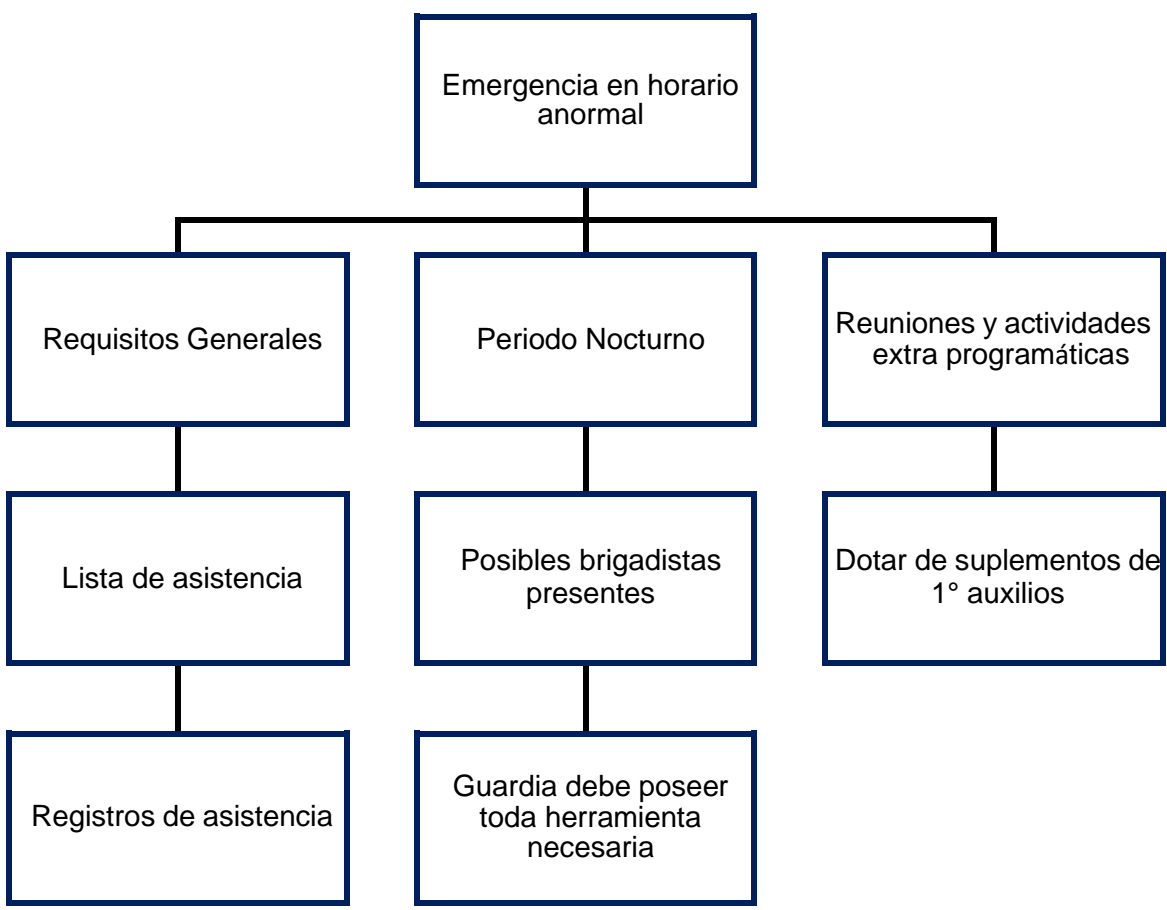 Emergencia en horario
anormal
Requisitos Generales
Periodo Nocturno
Reuniones y actividades
extra programáticas
Lista de asistencia
Posibles brigadistas
presentes
Dotar de suplementos de
1° auxilios
Registros de asistencia
Guardia debe poseer
toda herramienta
necesaria